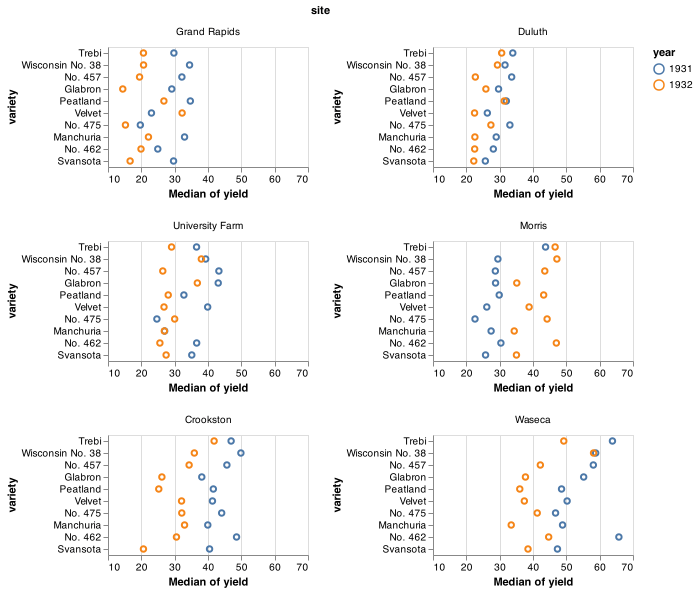 site
Grand Rapids
Duluth
year
1931
1932
variety
Trebi
Wisconsin No. 38
No. 457
Glabron
Peatland
Velvet
No. 475
Manchuria
No. 462
Svansota
10 20 30 40 50 60 70
Median of yield
variety
Trebi
Wisconsin No. 38
No. 457
Glabron
Peatland
Velvet
No. 475
Manchuria
No. 462
Svansota
10 20 30 40 50 60 70
Median of yield
University Farm
Morris
variety
Trebi
Wisconsin No. 38
No. 457
Glabron
Peatland
Velvet
No. 475
Manchuria
No. 462
Svansota
10 20 30 40 50 60 70
Median of yield
variety
Trebi
Wisconsin No. 38
No. 457
Glabron
Peatland
Velvet
No. 475
Manchuria
No. 462
Svansota
10 20 30 40 50 60 70
Median of yield
Crookston
Waseca
variety
Trebi
Wisconsin No. 38
No. 457
Glabron
Peatland
Velvet
No. 475
Manchuria
No. 462
Svansota
10 20 30 40 50 60 70
Median of yield
variety
Trebi
Wisconsin No. 38
No. 457
Glabron
Peatland
Velvet
No. 475
Manchuria
No. 462
Svansota
10 20 30 40 50 60 70
Median of yield